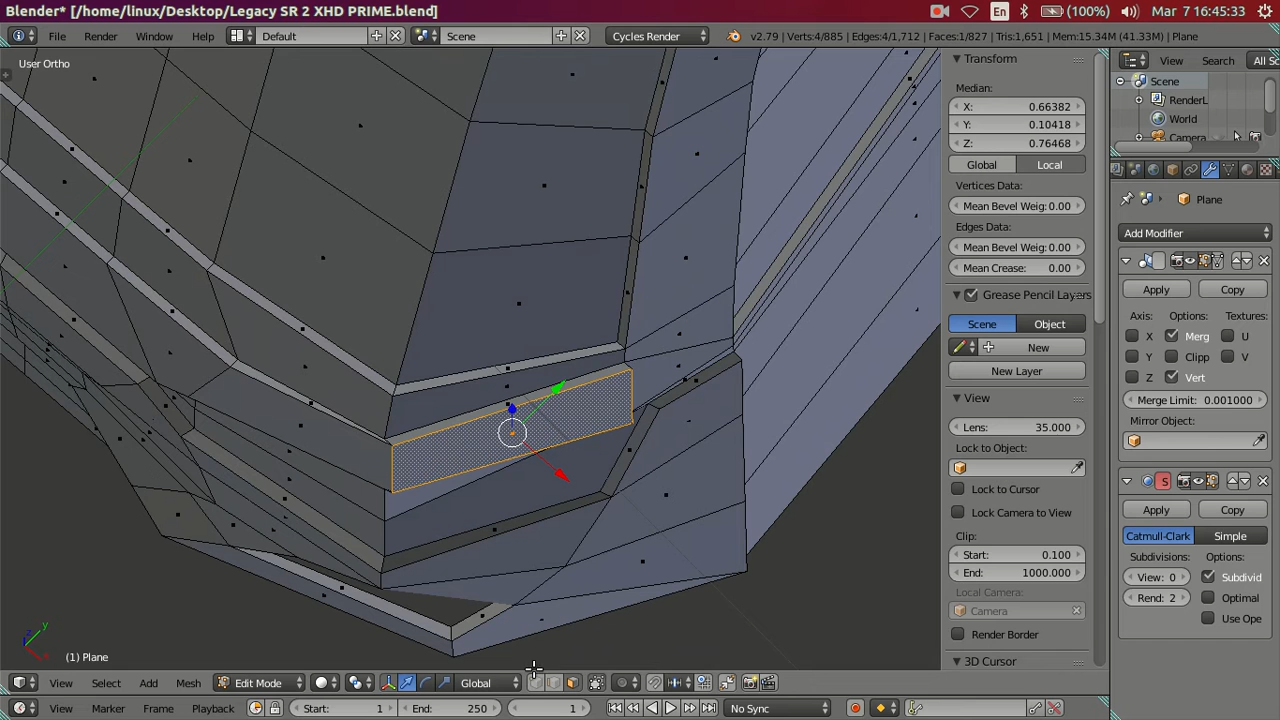 Blender* [/home/linux/Desktop/Legacy SR 2 XHD PRIME.blend]
En (100%) Mar 7 16:45:33
File Render Window Help Default Scene Cycles Render v2.79 | Verts:4/885 | Edges:4/1,712 | Faces:1/827 | Tris:1,651 | Mem:15.34M (41.33M) | Plane
User Ortho
Transform
Median:
X: 0.66382
Y: 0.10418
Z: 0.76468
Global Local
Vertices Data:
Mean Bevel Weig: 0.00
Edges Data:
Mean Bevel Weig: 0.00
Mean Crease: 0.00
Grease Pencil Layers
Scene Object
New
New Layer
View
Lens: 35.000
Lock to Object:
Lock to Cursor
Lock Camera to View
Clip:
Start: 0.100
End: 1000.000
Local Camera:
Camera
Render Border
3D Cursor
View Search All Sc
Scene
RenderL
World
Camera
Plane
Add Modifier
Apply Copy
Axis: Options: Textures:
X Merg U
Y Clipp V
Z Vert
Merge Limit: 0.001000
Mirror Object:
S
Apply Copy
Catmull-Clark Simple
Subdivisions: Options:
View: 0 Subdivid
Rend: 2 Optimal
Use Ope
z y x
(1) Plane
View Select Add Mesh Edit Mode Global
View Marker Frame Playback Start: 1 End: 250 1 No Sync